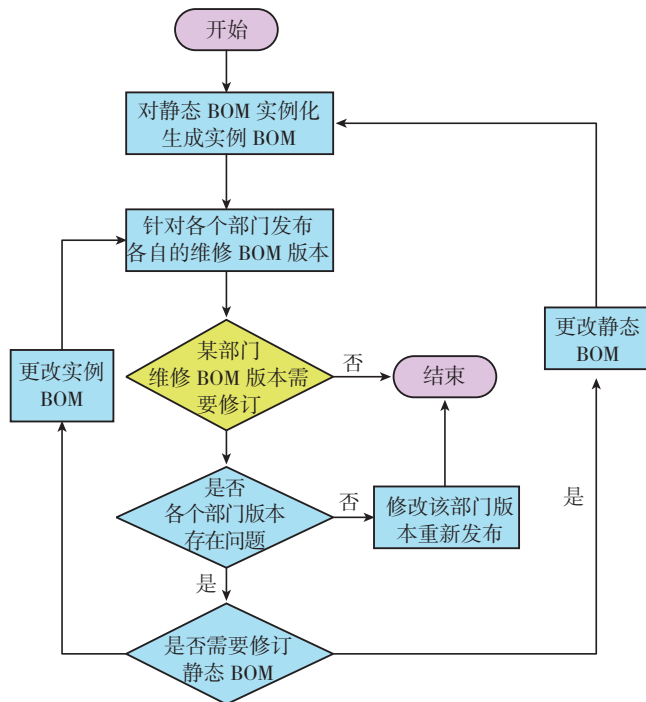 开始
对静态 BOM 实例化
生成实例 BOM
针对各个部门发布
各自的维修 BOM 版本
某部门
维修 BOM 版本需
要修订
否
结束
更改实例
BOM
更改静态
BOM
是否
各个部门版本
存在问题
否
修改该部门版
本重新发布
是
是
是否需要修订
静态 BOM